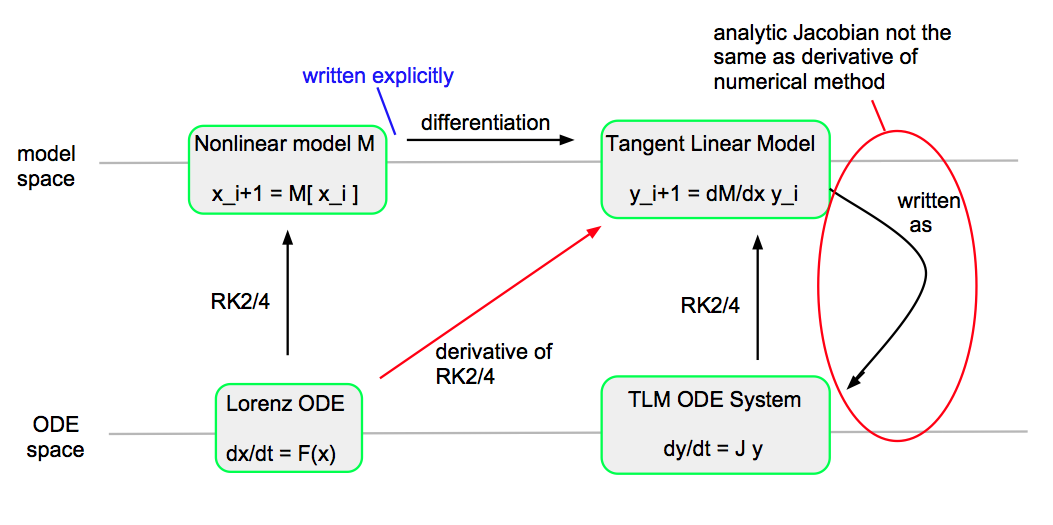 analytic Jacobian not the
same as derivative of
numerical method
written explicitly
differentiation
Nonlinear model M
x_i+1 = M[ x_i ]
Tangent Linear Model
y_i+1 = dM/dx y_i
model
space
written
as
RK2/4
RK2/4
derivative of
RK2/4
Lorenz ODE
dx/dt = F(x)
TLM ODE System
dy/dt = J y
ODE
space